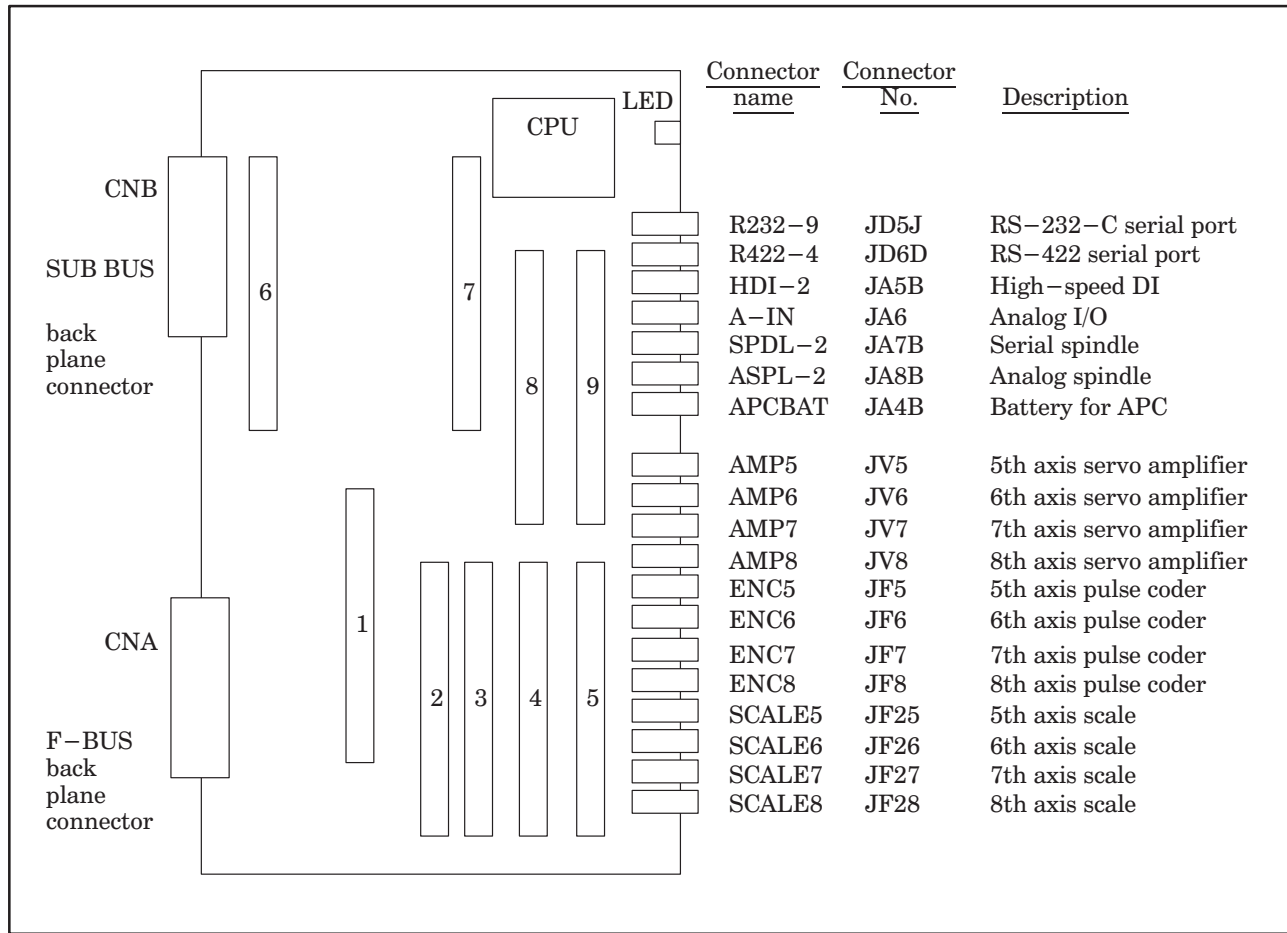 Connector name	Connector No.	Description
LED
CPU
CNB
SUB BUS
back
plane
connector
6
7
8
9
1
2
3
4
5
CNA
F−BUS
back
plane
connector
R232−9 JD5J RS−232−C serial port
R422−4 JD6D RS−422 serial port
HDI−2 JA5B High−speed DI
A−IN JA6 Analog I/O
SPDL−2 JA7B Serial spindle
ASPL−2 JA8B Analog spindle
APCBAT JA4B Battery for APC
AMP5 JV5 5th axis servo amplifier
AMP6 JV6 6th axis servo amplifier
AMP7 JV7 7th axis servo amplifier
AMP8 JV8 8th axis servo amplifier
ENC5 JF5 5th axis pulse coder
ENC6 JF6 6th axis pulse coder
ENC7 JF7 7th axis pulse coder
ENC8 JF8 8th axis pulse coder
SCALE5 JF25 5th axis scale
SCALE6 JF26 6th axis scale
SCALE7 JF27 7th axis scale
SCALE8 JF28 8th axis scale